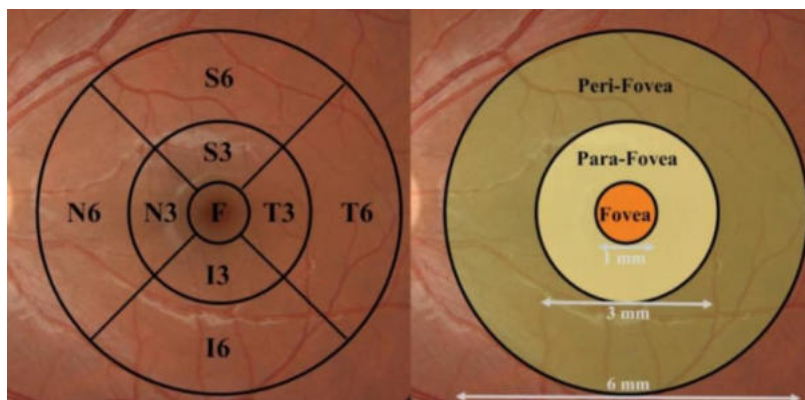 S6
S3
N6 N3 F T3 T6
I3
I6
Peri-Fovea
Para-Fovea
Fovea
1 mm
3 mm
6 mm